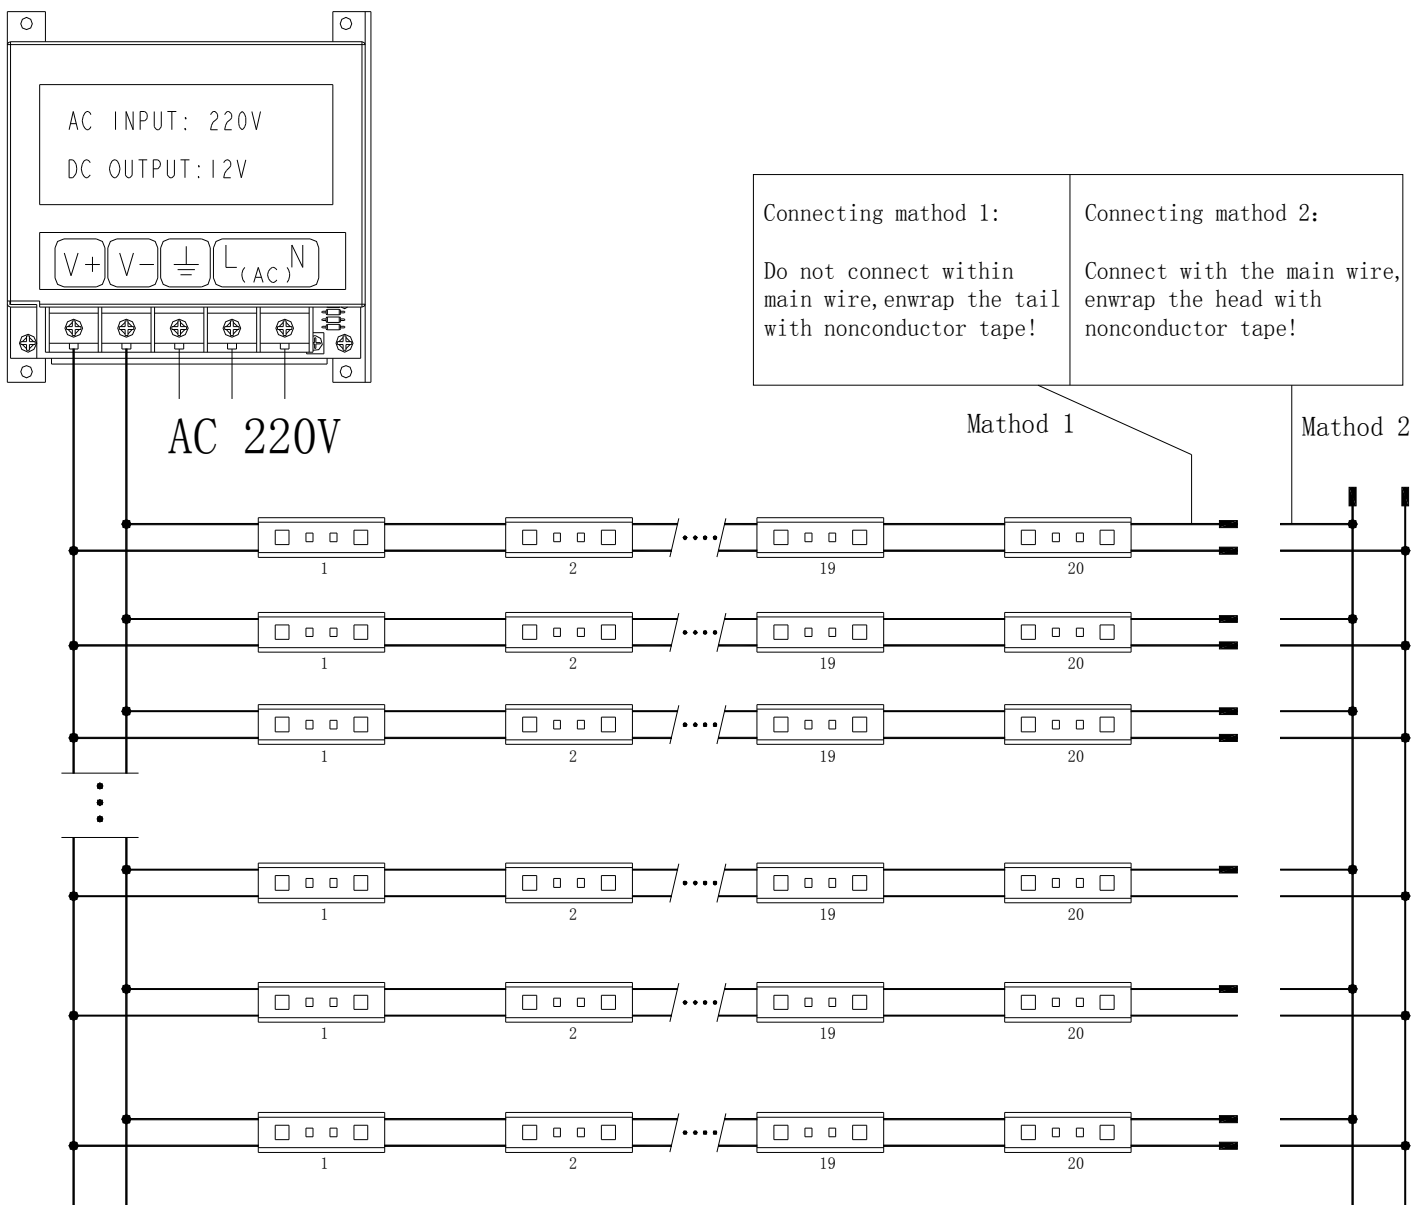 AC INPUT: 220V
DC OUTPUT:12V
V+ V- L (AC) N
AC 220V
Connecting mathod 1:
Do not connect within
main wire,enwrap the tail
with nonconductor tape!
Connecting mathod 2:
Connect with the main wire,
enwrap the head with
nonconductor tape!
Mathod 1
Mathod 2
1 2 19 20
1 2 19 20
1 2 19 20
1 2 19 20
1 2 19 20
1 2 19 20